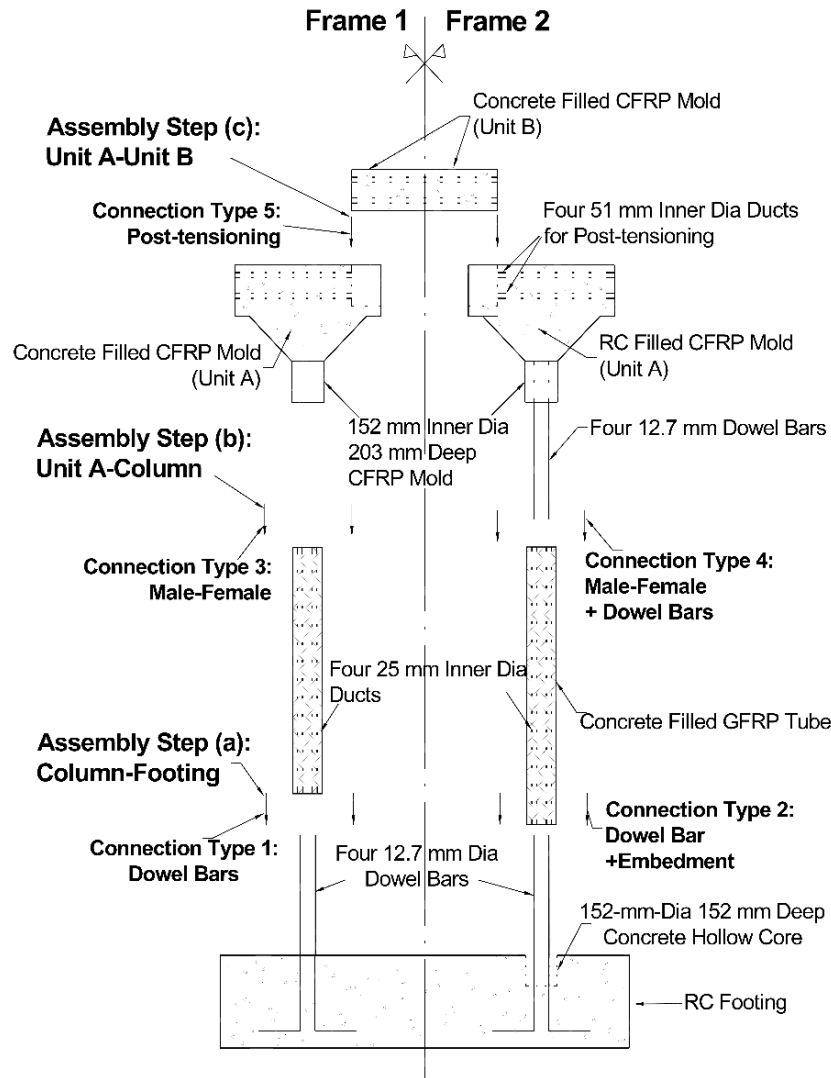 Frame 1
Frame 2
Concrete Filled CFRP Mold
(Unit B)
Assembly Step (c):
Unit A-Unit B
Connection Type 5:
Post-tensioning
Four 51 mm Inner Dia Ducts
for Post-tensioning
Concrete Filled CFRP Mold
(Unit A)
RC Filled CFRP Mold
(Unit A)
152 mm Inner Dia
203 mm Deep
CFRP Mold
Four 12.7 mm Dowel Bars
Assembly Step (b):
Unit A-Column
Connection Type 3:
Male-Female
Connection Type 4:
Male-Female
+ Dowel Bars
Four 25 mm Inner Dia
Ducts
Concrete Filled GFRP Tube
Assembly Step (a):
Column-Footing
Connection Type 1:
Dowel Bars
Four 12.7 mm Dia
Dowel Bars
Connection Type 2:
Dowel Bar
+Embedment
152-mm-Dia 152 mm Deep
Concrete Hollow Core
RC Footing